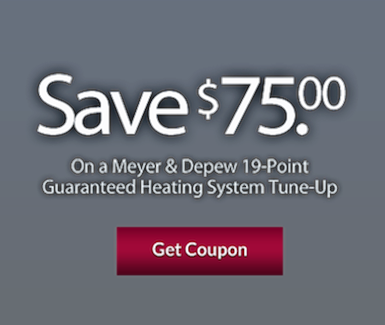 Save $75.00
On a Meyer & Depew 19-Point
Guaranteed Heating System Tune-Up
Get Coupon